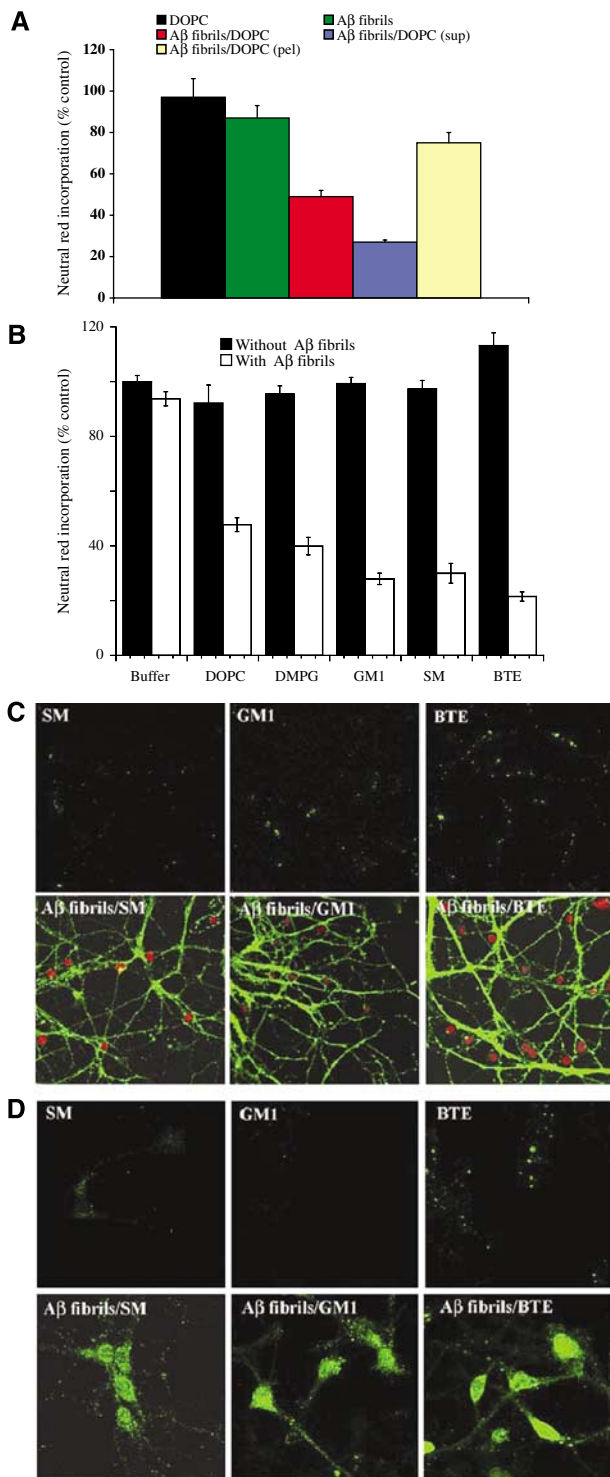 A
DOPC
Aβ fibrils
Aβ fibrils/DOPC
Aβ fibrils/DOPC (sup)
Aβ fibrils/DOPC (pel)
Neutral red incorporation (% control)
120
100
80
60
40
20
0
B
Without Aβ fibrils
With Aβ fibrils
Neutral red incorporation (% control)
120
80
40
0
Buffer DOPC DMPG GM1 SM BTE
C
SM GM1 BTE
Aβ fibrils/SM Aβ fibrils/GM1 Aβ fibrils/BTE
D
SM GM1 BTE
Aβ fibrils/SM Aβ fibrils/GM1 Aβ fibrils/BTE